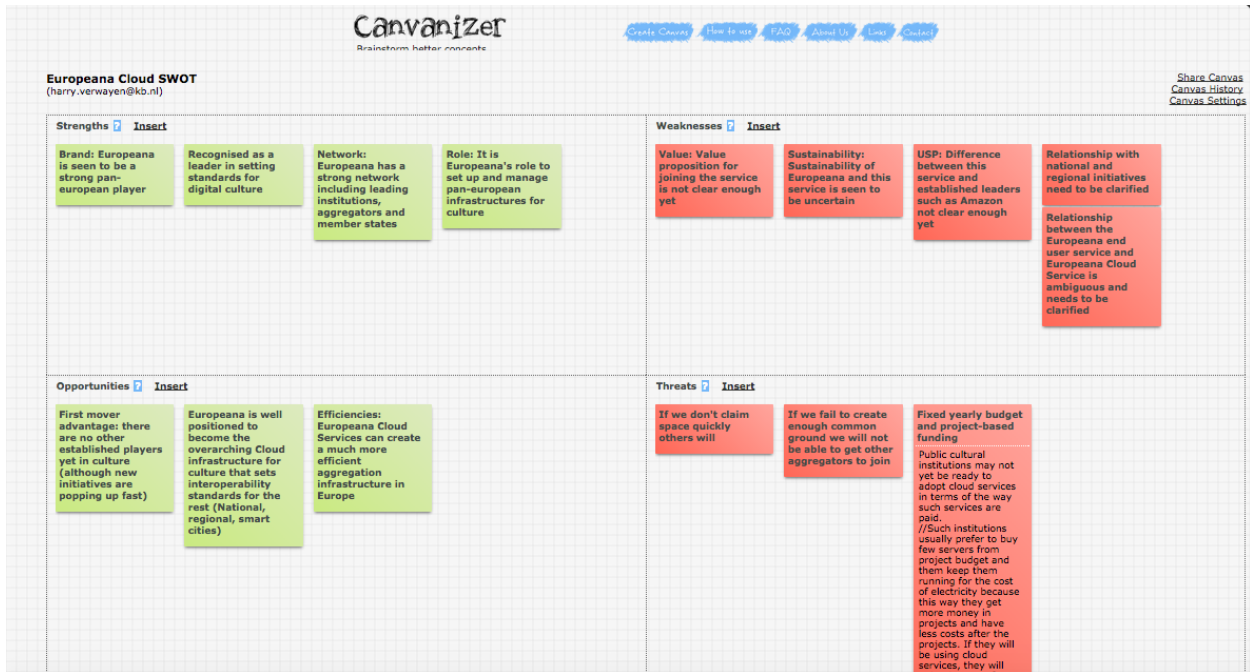 Canvanizer
Brainstorm better concepts
Create Canvas
How to use
FAQ
About Us
Links
Contact
Europeana Cloud SWOT
(harry.verwayen@kb.nl)
Share Canvas
Canvas History
Canvas Settings
Strengths ? Insert
Brand: Europeana
is seen to be a
strong pan-
european player
Recognised as a
leader in setting
standards for
digital culture
Network:
Europeana has a
strong network
including leading
institutions,
aggregators and
member states
Role: It is
Europeana's role to
set up and manage
pan-european
infrastructures for
culture
Weaknesses ? Insert
Value: Value
proposition for
joining the service
is not clear enough
yet
Sustainability:
Sustainability of
Europeana and this
service is seen to
be uncertain
USP: Difference
between this
service and
established leaders
such as Amazon
not clear enough
yet
Relationship with
national and
regional initiatives
need to be clarified
Relationship
between the
Europeana end
user service and
Europeana Cloud
Service is
ambiguous and
needs to be
clarified
Opportunities ? Insert
First mover
advantage: there
are no other
established players
yet in culture
(although new
initiatives are
popping up fast)
Europeana is well
positioned to
become the
overarching Cloud
infrastructure for
culture that sets
interoperability
standards for the
rest (National,
regional, smart
cities)
Efficiencies:
Europeana Cloud
Services can create
a much more
efficient
aggregation
infrastructure in
Europe
Threats ? Insert
If we don't claim
space quickly
others will
If we fail to create
enough common
ground we will not
be able to get other
aggregators to join
Fixed yearly budget
and project-based
funding
Public cultural
institutions may not
yet be ready to
adopt cloud services
in terms of the way
such services are
paid.
//Such institutions
usually prefer to buy
few servers from
project budget and
them keep them
running for the cost
of electricity because
this way they get
more money in
projects and have
less costs after the
projects. If they will
be using cloud
services, they will